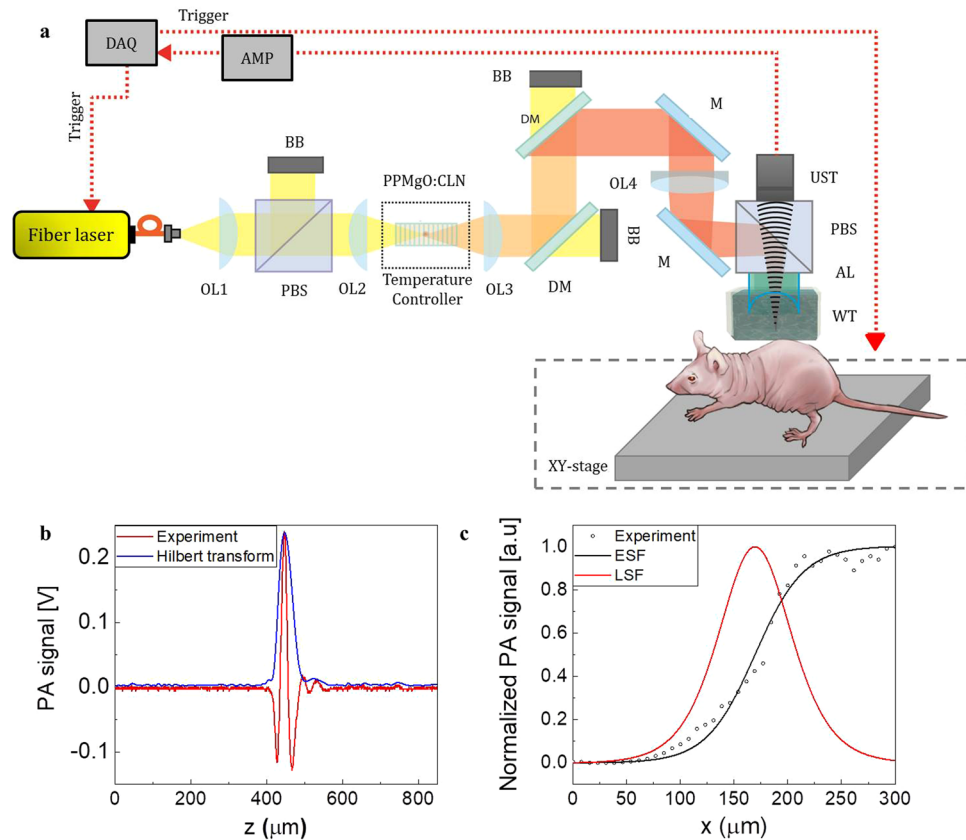 a
Trigger
DAQ
AMP
Trigger
BB
DM
M
BB
PPMgO:CLN
OL4
UST
Fiber laser
PBS
BB
OL1
PBS
OL2
Temperature
Controller
OL3
DM
M
AL
WT
XY-stage
b
Experiment
Hilbert transform
PA signal [V]
0.2
0.1
0.0
-0.1
0 200 400 600 800
z (μm)
c
Experiment
ESF
LSF
Normalized PA signal [a.u]
1.0
0.8
0.6
0.4
0.2
0.0
0 50 100 150 200 250 300
x (μm)